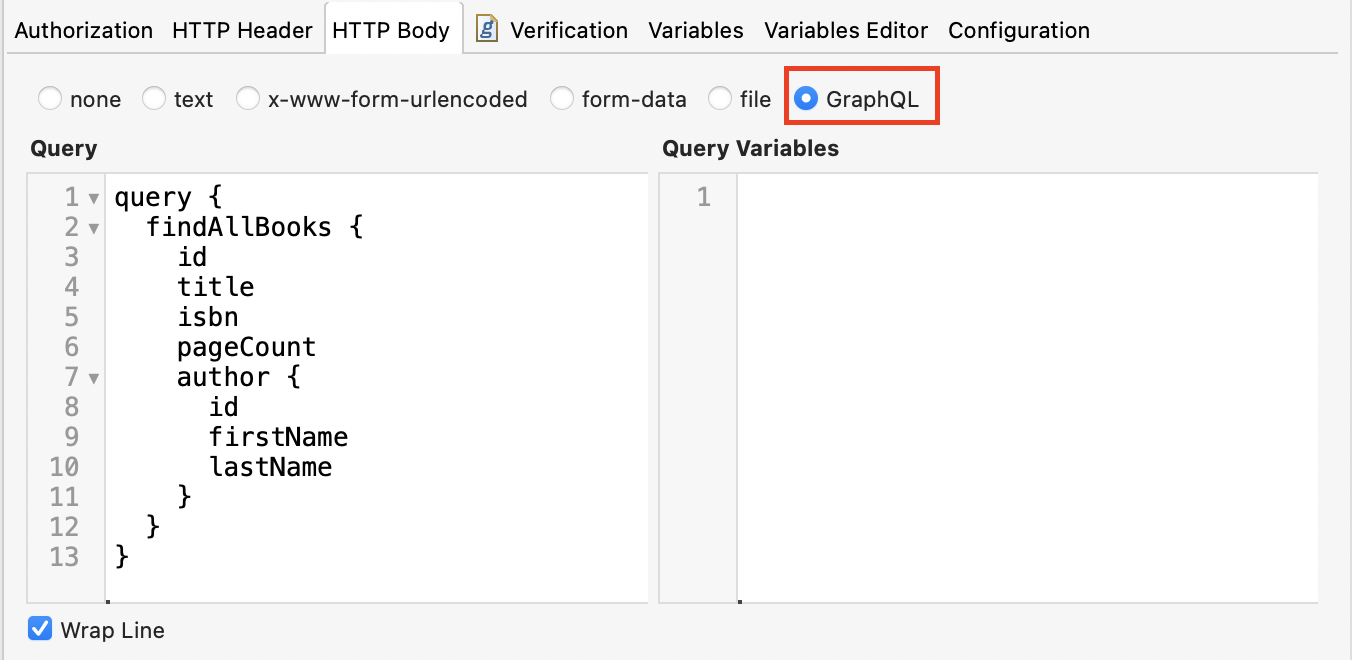 Authorization HTTP Header HTTP Body g Verification Variables Variables Editor Configuration
none text x-www-form-urlencoded form-data file GraphQL
Query
1 query {
2   findAllBooks {
3     id
4     title
5     isbn
6     pageCount
7     author {
8       id
9       firstName
10       lastName
11     }
12   }
13 }
Query Variables
1
Wrap Line